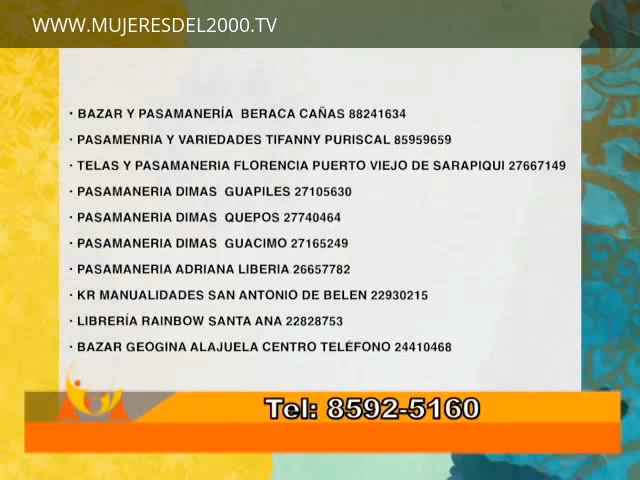 WWW.MUJERESDEL2000.TV
· BAZAR Y PASAMANERÍA BERACA CAÑAS 88241634
· PASAMENRIA Y VARIEDADES TIFANNY PURISCAL 85959659
· TELAS Y PASAMANERIA FLORENCIA PUERTO VIEJO DE SARAPIQUI 27667149
· PASAMANERIA DIMAS GUAPILES 27105630
· PASAMANERIA DIMAS QUEPOS 27740464
· PASAMANERIA DIMAS GUACIMO 27165249
· PASAMANERIA ADRIANA LIBERIA 26657782
· KR MANUALIDADES SAN ANTONIO DE BELEN 22930215
· LIBRERÍA RAINBOW SANTA ANA 22828753
· BAZAR GEOGINA ALAJUELA CENTRO TELÉFONO 24410468
Tel: 8592-5160